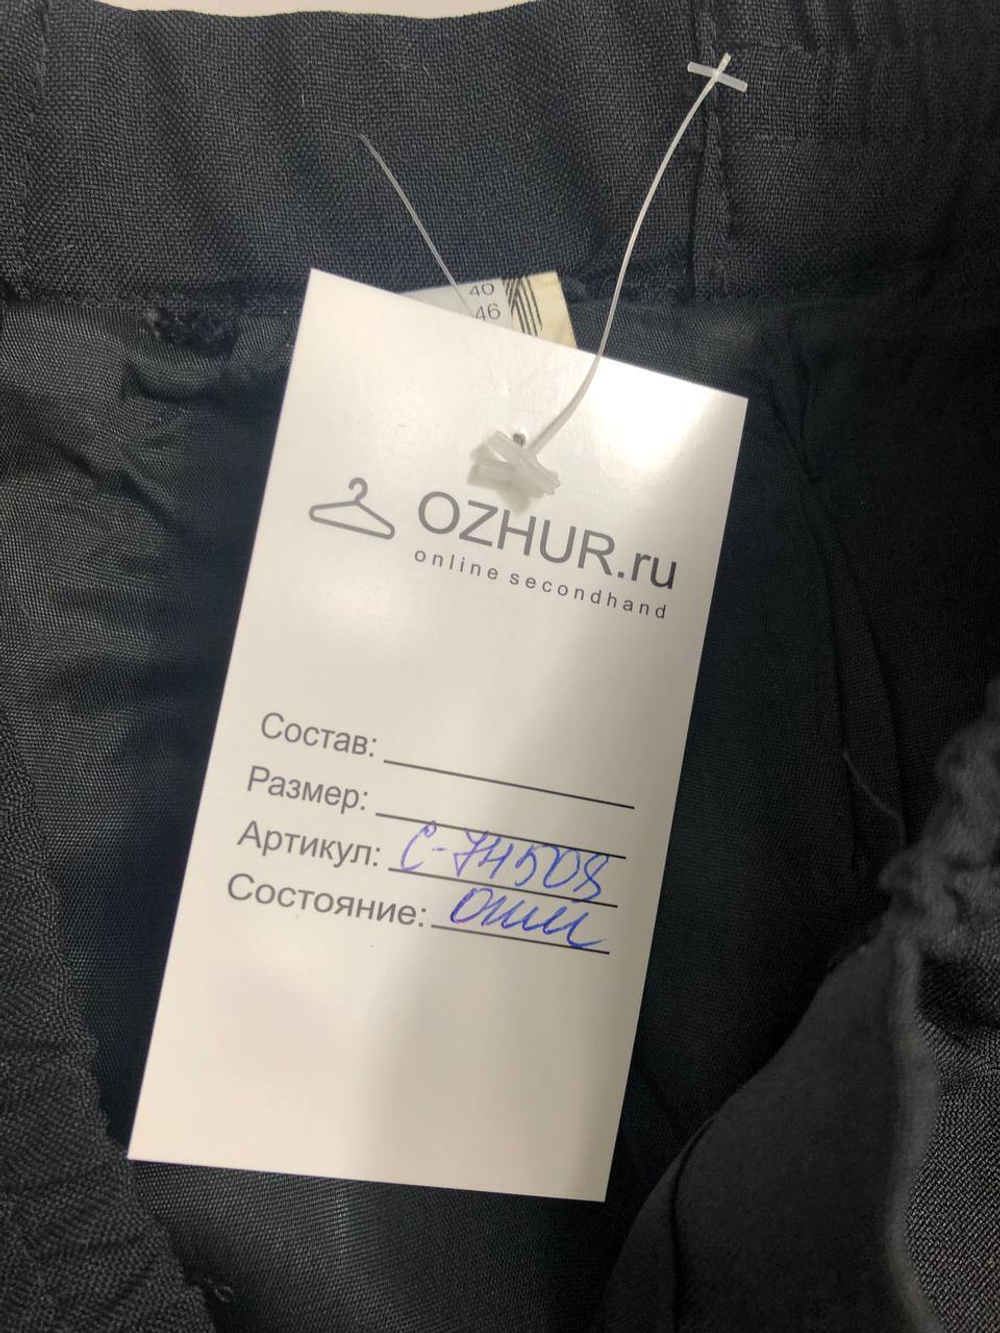 40
46
OZHUR.ru
online secondhand
Состав:
Размер:
Артикул: С-74508
Состояние: отл